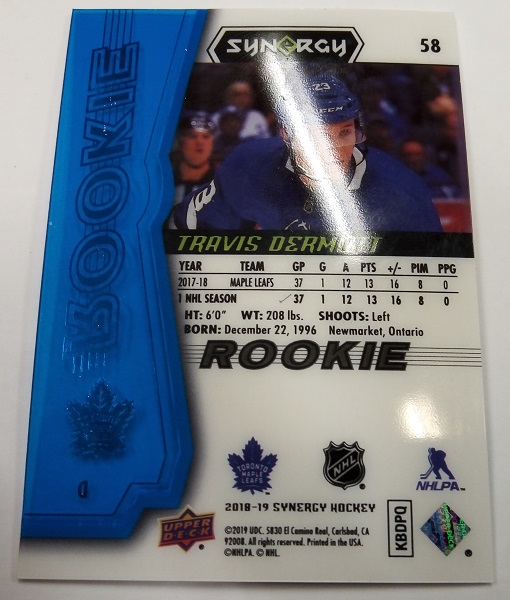 SYNERGY
58
ROOKIE
23
CCM
TRAVIS DERMOTT
YEAR TEAM GP G A PTS +/- PIM PPG
2017-18 MAPLE LEAFS 37 1 12 13 16 8 0
1 NHL SEASON 37 1 12 13 16 8 0
HT: 6'0" WT: 208 lbs. SHOOTS: Left
BORN: December 22, 1996 Newmarket, Ontario
ROOKIE
TORONTO
MAPLE
LEAFS
NHL
NHLPA
2018-19 SYNERGY HOCKEY
UPPER
DECK
©2019 UDC. 5830 El Camino Real, Carlsbad, CA
92008. All rights reserved. Printed in the USA.
©NHLPA. © NHL.
KBDPQ